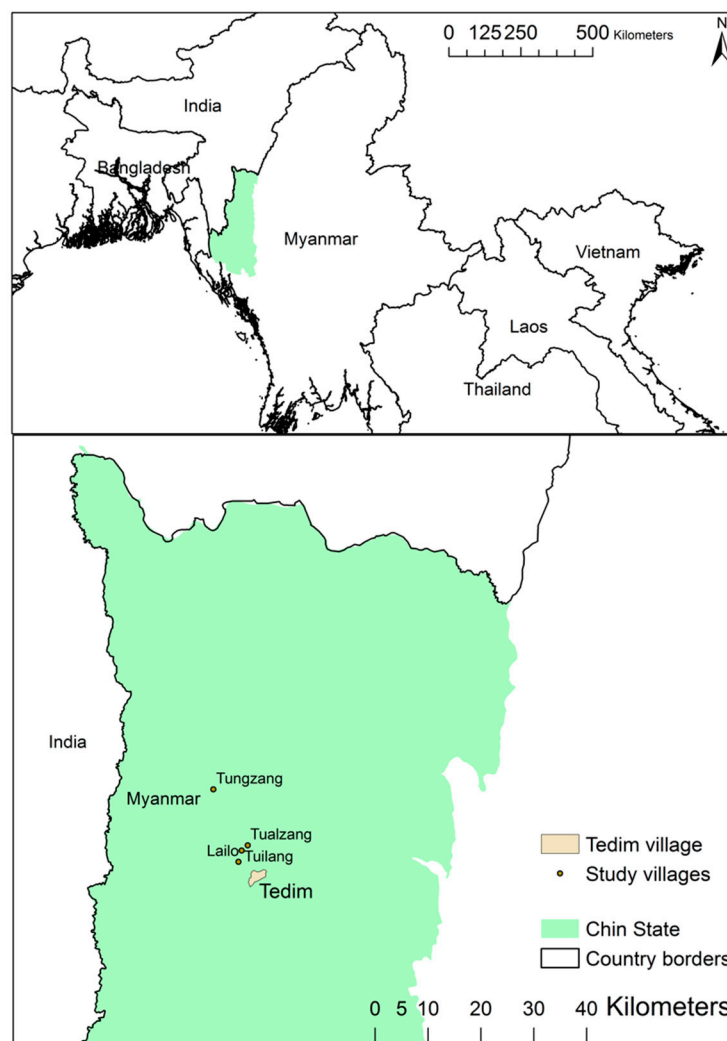 N
0 125 250 500 Kilometers
India
Bangladesh
Myanmar
Vietnam
Laos
Thailand
India
Tungzang
Myanmar
Tualzang
Lailo
Tuilang
Tedim
Tedim village
Study villages
Chin State
Country borders
0 5 10 20 30 40 Kilometers